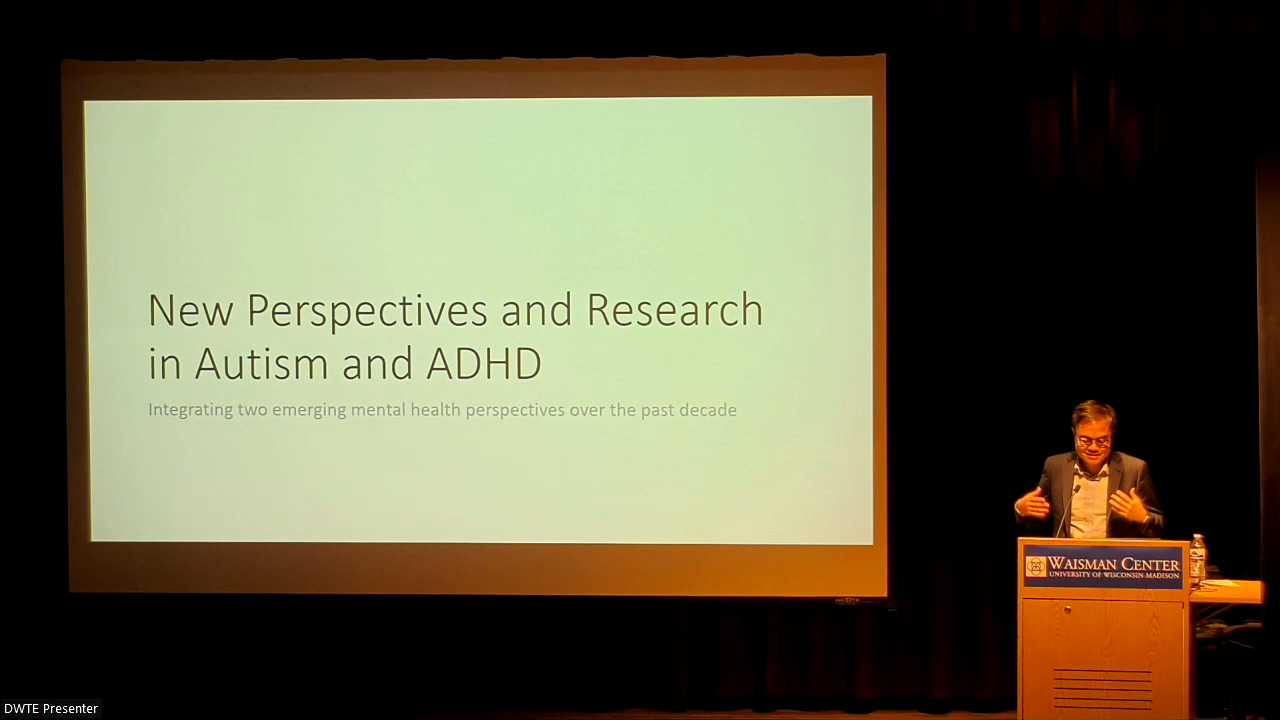 New Perspectives and Research
in Autism and ADHD
Integrating two emerging mental health perspectives over the past decade
WAISMAN CENTER
UNIVERSITY OF WISCONSIN-MADISON
DWTE Presenter